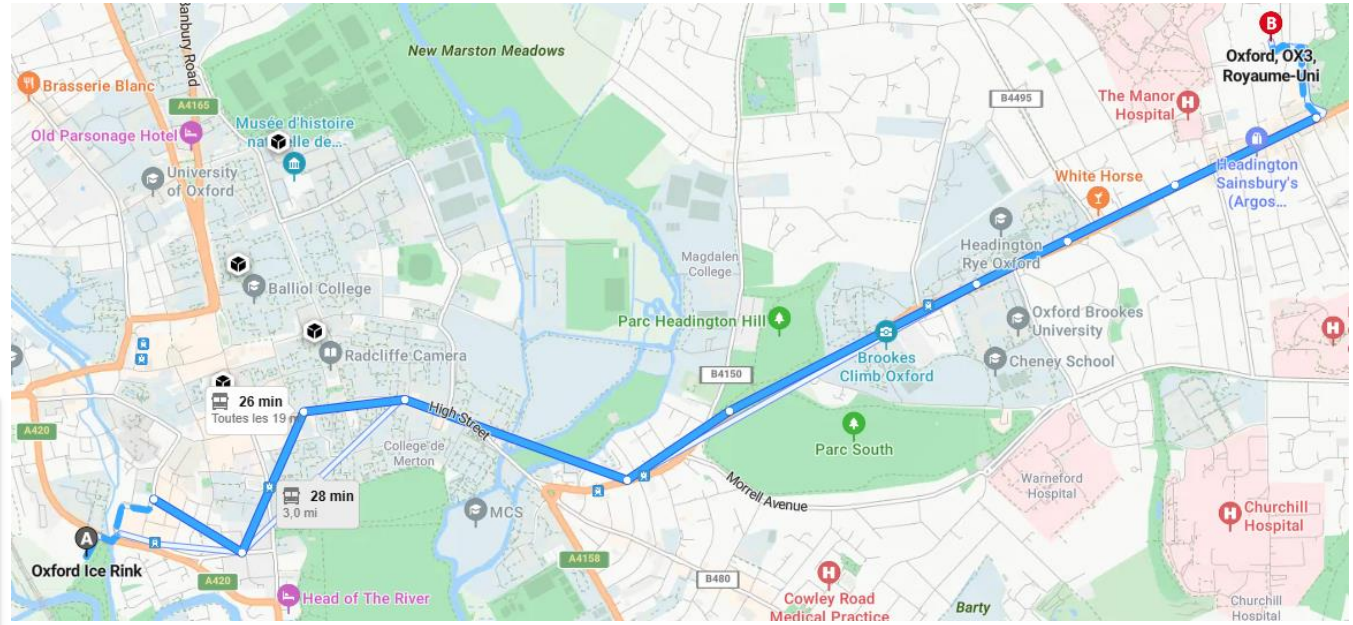 Banbury Road
New Marston Meadows
Brasserie Blanc
A4165
Old Parsonage Hotel
Musée d'histoire
naturelle de...
University
of Oxford
Balliol College
Radcliffe Camera
Magdalen
College
B4495
The Manor
Hospital
B
Oxford, OX3,
Royaume-Uni
Headington
Sainsbury's
(Argos...
White Horse
Headington
Rye Oxford
Parc Headington Hill
Oxford Brookes
University
Brookes
Climb Oxford
Cheney School
B4150
Parc South
26 min
Toutes les 19
High Street
College de
Merton
A420
28 min
3,0 mi
MCS
Morrell Avenue
Warneford
Hospital
Churchill
Hospital
A
Oxford Ice Rink
A420
Head of The River
A4158
B480
Cowley Road
Medical Practice
Barty
Churchill
Hospital